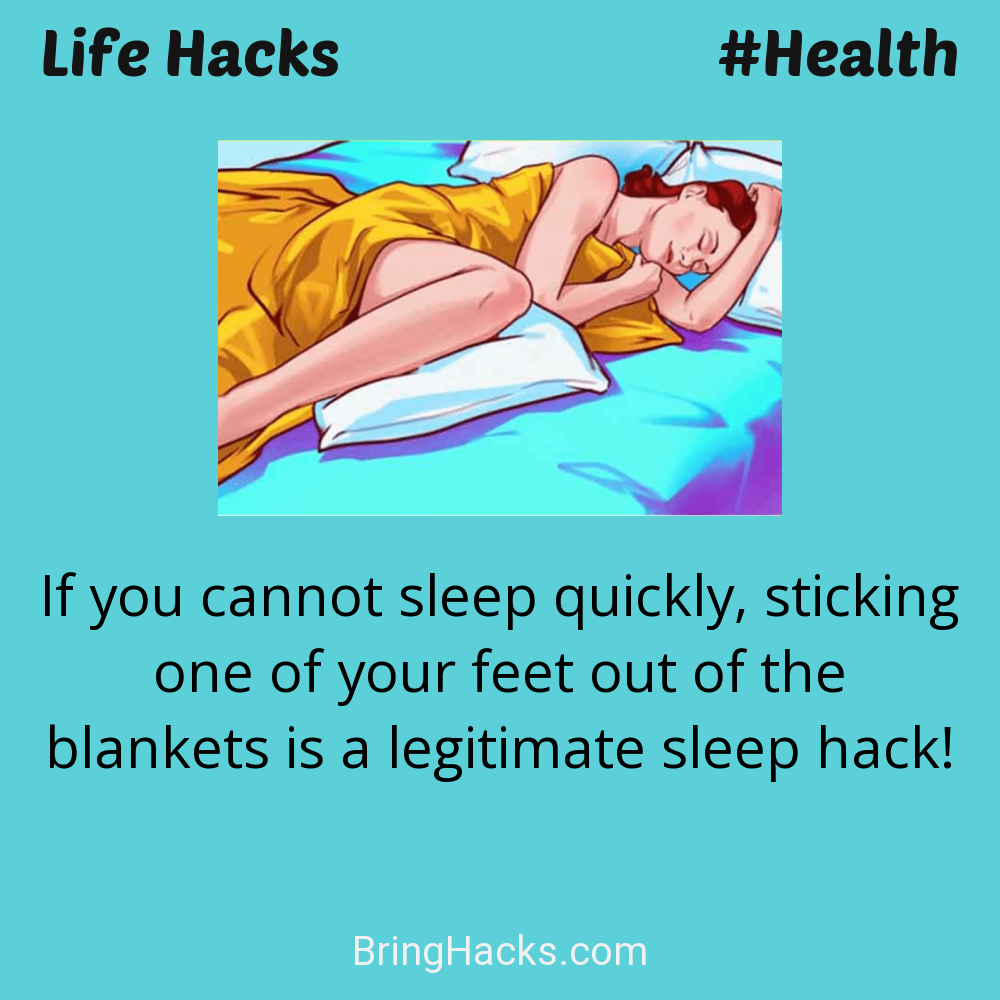 Life Hacks
#Health
If you cannot sleep quickly, sticking
one of your feet out of the
blankets is a legitimate sleep hack!
BringHacks.com